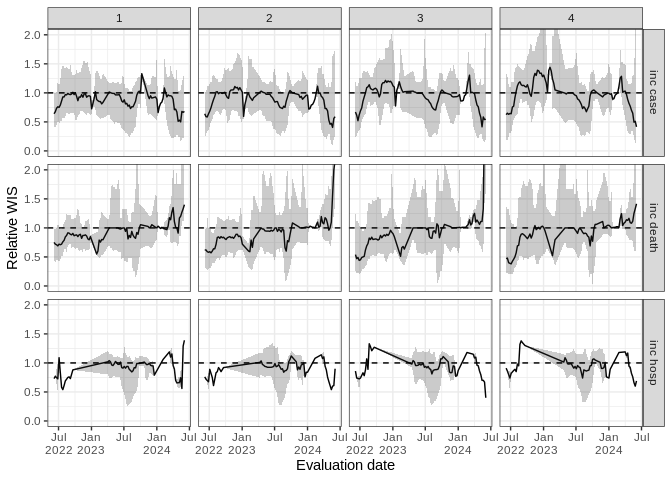 1 2 3 4
2.0
1.5
1.0
0.5
0.0
inc case
2.0
1.5
1.0
0.5
0.0
inc death
2.0
1.5
1.0
0.5
0.0
inc hosp
Relative WIS
Jul Jan Jul Jan Jul Jul Jan Jul Jan Jul Jul Jan Jul Jan Jul Jul Jan Jul Jan
2022 2023 2024 2022 2023 2024 2022 2023 2024 2022 2023 2024
Evaluation date